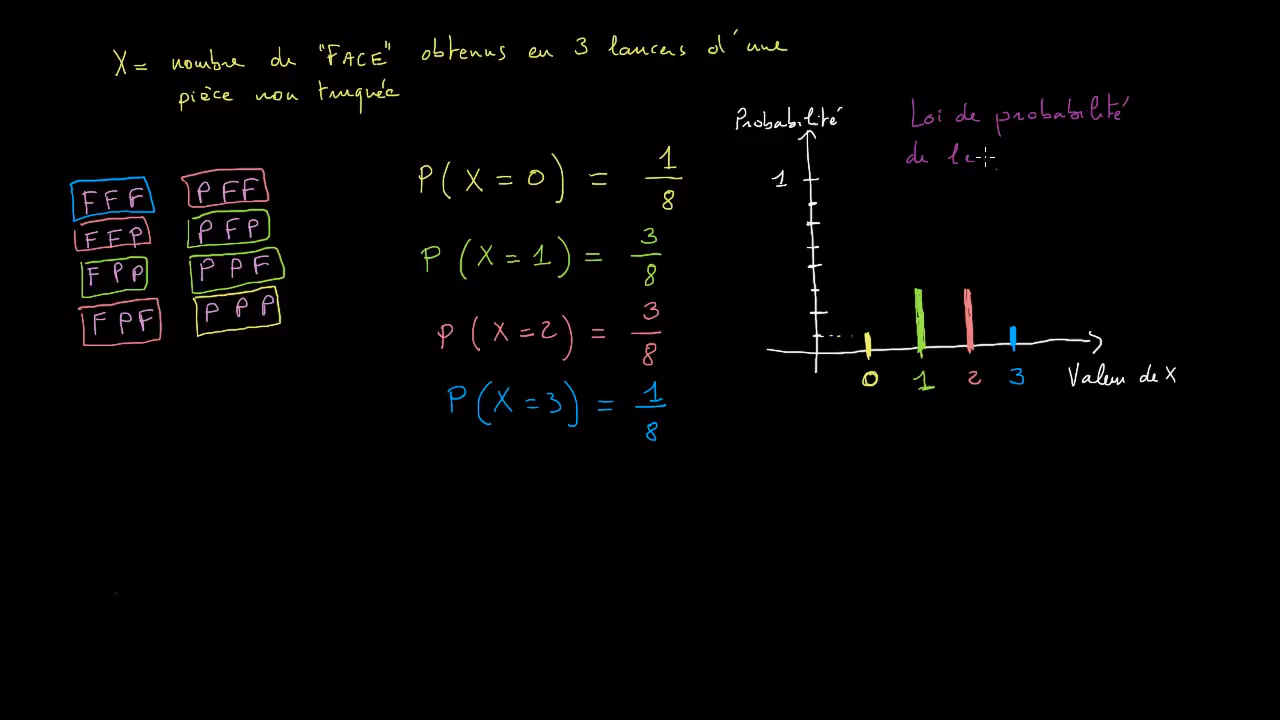 X = nombre de "FACE" obtenus en 3 lancers d'une
pièce non truquée
FFF
PFF
FFP
PFP
FPP
PPF
FPF
PPP
P(X = 0) = 1/8
P(X = 1) = 3/8
P(X = 2) = 3/8
P(X = 3) = 1/8
Probabilité
Loi de probabilité
de le
1
0 1 2 3
Valeur de X